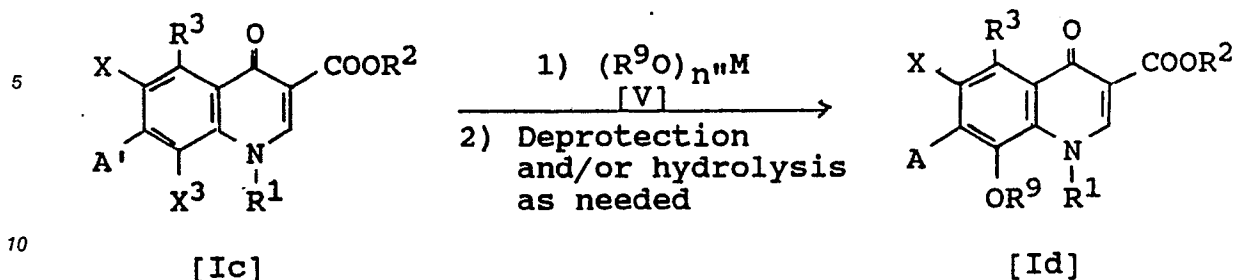 R³ O
X COOR²
A' N
X³ R¹
[Ic]
1) (R⁹O)n"M
[V]
2) Deprotection
and/or hydrolysis
as needed
R³ O
X COOR²
A N
OR⁹ R¹
[Id]
5
10